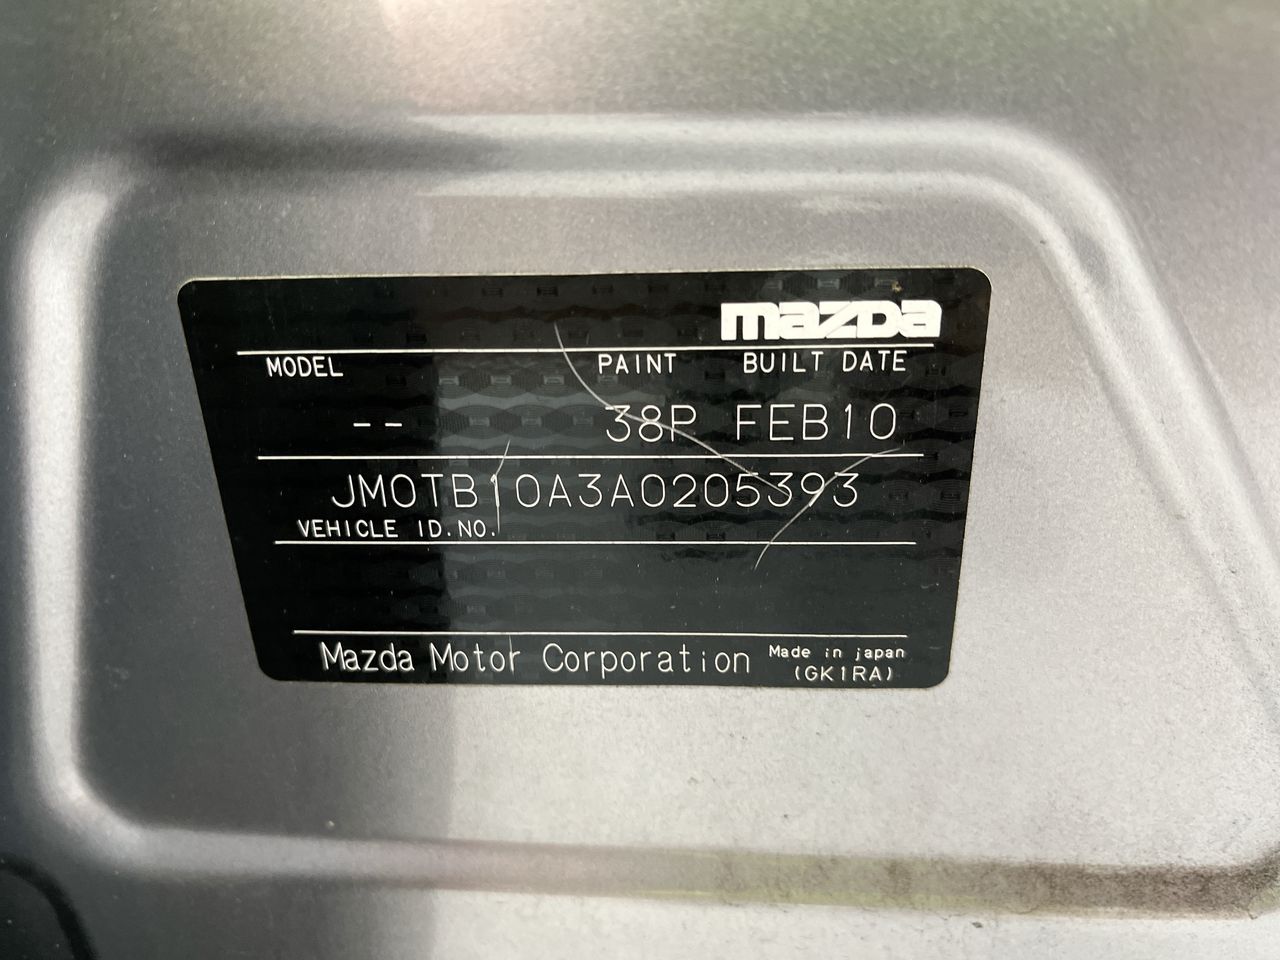 mazda
MODEL PAINT BUILT DATE
-- 38P FEB10
JM0TB10A3A0205393
VEHICLE ID.NO.
Mazda Motor Corporation Made in japan
(GK1RA)